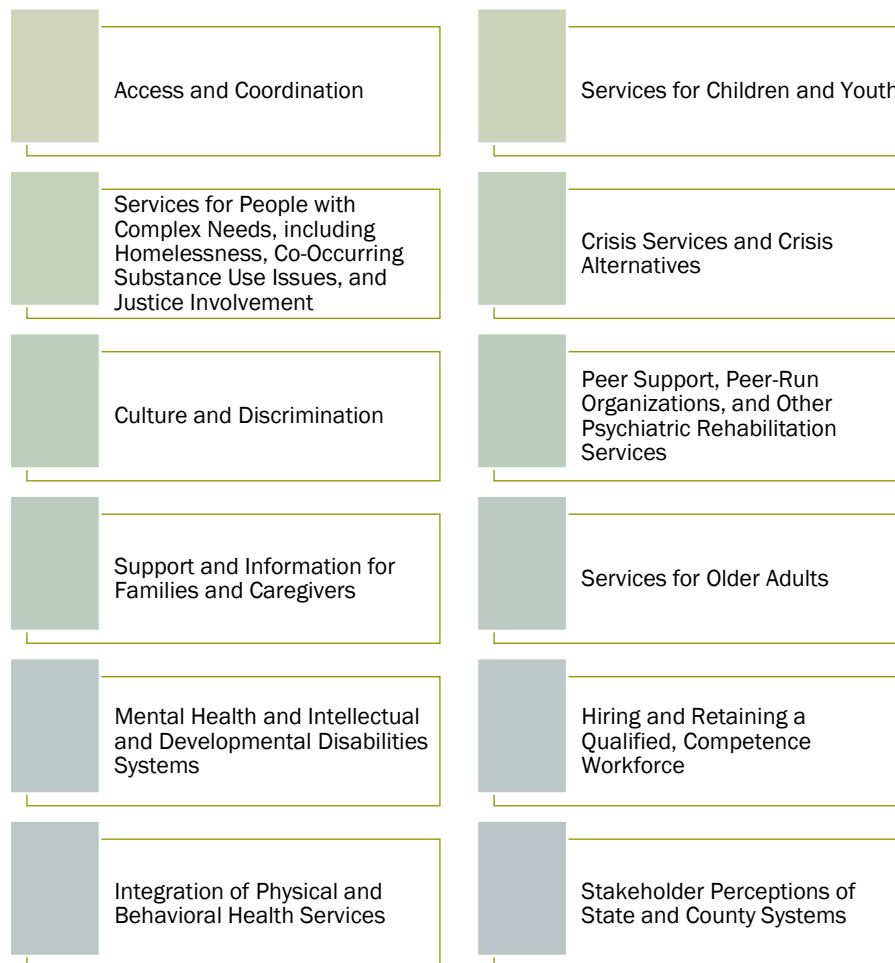 Access and Coordination
Services for Children and Youth
Services for People with
Complex Needs, including
Homelessness, Co-Occurring
Substance Use Issues, and
Justice Involvement
Crisis Services and Crisis
Alternatives
Culture and Discrimination
Peer Support, Peer-Run
Organizations, and Other
Psychiatric Rehabilitation
Services
Support and Information for
Families and Caregivers
Services for Older Adults
Mental Health and Intellectual
and Developmental Disabilities
Systems
Hiring and Retaining a
Qualified, Competence
Workforce
Integration of Physical and
Behavioral Health Services
Stakeholder Perceptions of
State and County Systems